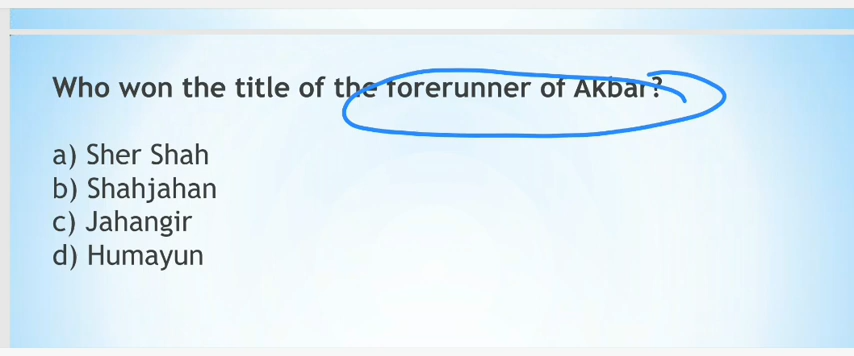 Who won the title of the forerunner of Akbar?
a) Sher Shah
b) Shahjahan
c) Jahangir
d) Humayun